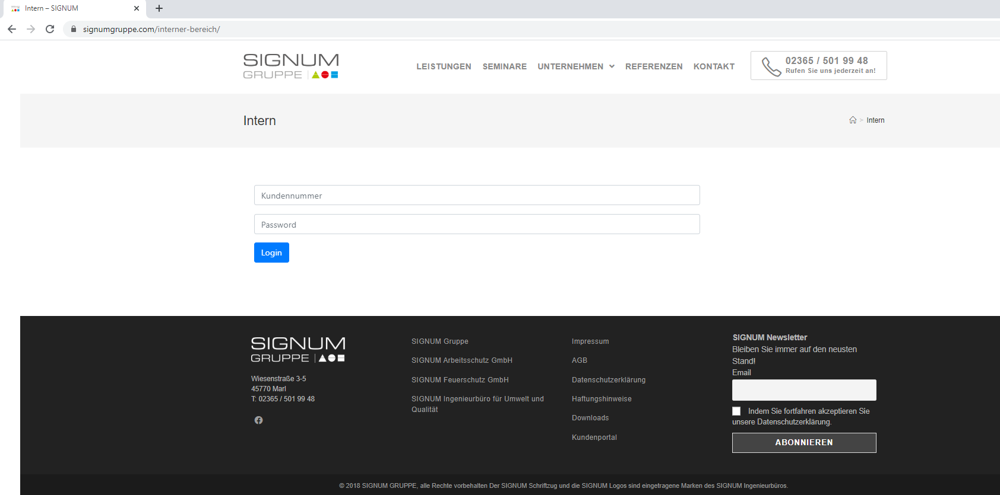 Intern – SIGNUM
signumgruppe.com/interner-bereich/
SIGNUM
GRUPPE
LEISTUNGEN
SEMINARE
UNTERNEHMEN
REFERENZEN
KONTAKT
02365 / 501 99 48
Rufen Sie uns jederzeit an!
Intern
> Intern
Kundennummer
Password
Login
SIGNUM
GRUPPE
Wiesenstraße 3-5
45770 Marl
T: 02365 / 501 99 48
SIGNUM Gruppe
SIGNUM Arbeitsschutz GmbH
SIGNUM Feuerschutz GmbH
SIGNUM Ingenieurbüro für Umwelt und
Qualität
Impressum
AGB
Datenschutzerklärung
Haftungshinweise
Downloads
Kundenportal
SIGNUM Newsletter
Bleiben Sie immer auf den neusten
Stand!
Email
Indem Sie fortfahren akzeptieren Sie
unsere Datenschutzerklärung.
ABONNIEREN
© 2018 SIGNUM GRUPPE, alle Rechte vorbehalten Der SIGNUM Schriftzug und die SIGNUM Logos sind eingetragene Marken des SIGNUM Ingenieurbüros.